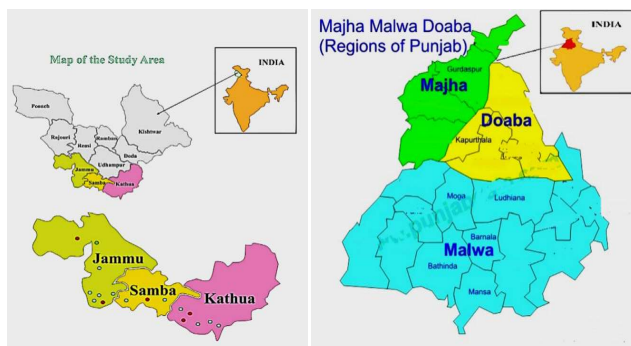 Map of the Study Area
INDIA
Poonch
Rajouri
Reasi
Ramban
Kishtwar
Doda
Udhampur
Jammu
Samba
Kathua
Jammu
Samba
Kathua
Majha Malwa Doaba
(Regions of Punjab)
INDIA
Gurdaspur
Majha
Doaba
Kapurthala
Moga
Ludhiana
Barnala
Malwa
Bathinda
Mansa